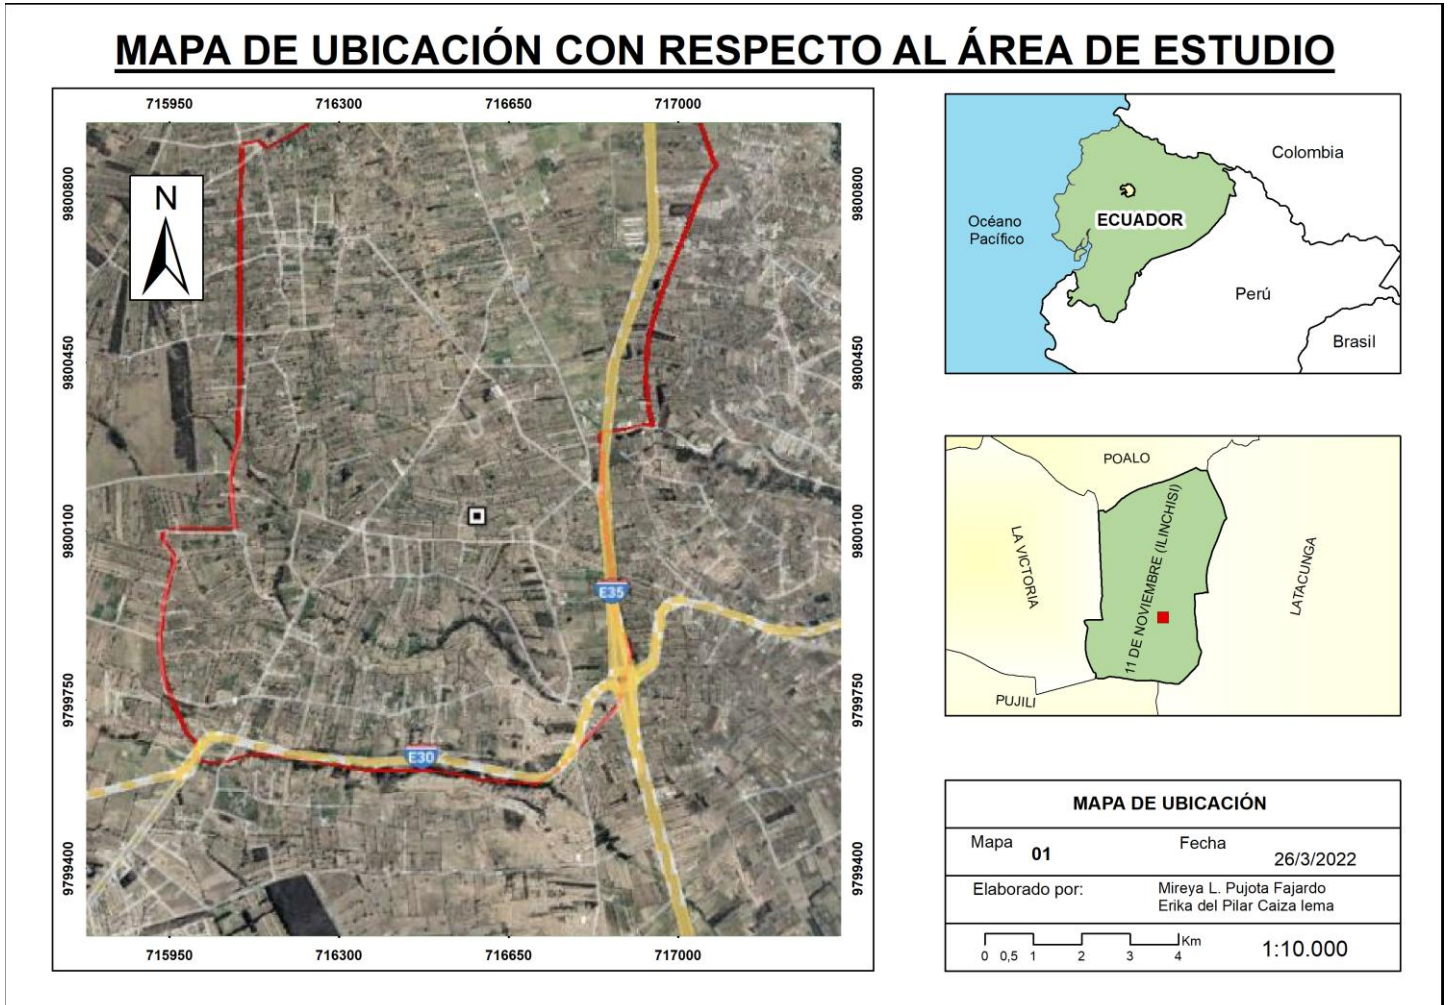 MAPA DE UBICACIÓN CON RESPECTO AL ÁREA DE ESTUDIO
715950 716300 716650 717000
9800800
9800450
9800100
9799750
9799400
N
E35
E30
9800800
9800450
9800100
9799750
9799400
715950 716300 716650 717000
Colombia
Océano
Pacífico
ECUADOR
Perú
Brasil
POALO
LA VICTORIA
11 DE NOVIEMBRE (ILINCHISI)
LATACUNGA
PUJILI
MAPA DE UBICACIÓN
Mapa 01 Fecha 26/3/2022
Elaborado por: Mireya L. Pujota Fajardo
Erika del Pilar Caiza lema
0 0,5 1 2 3 4 Km
1:10.000